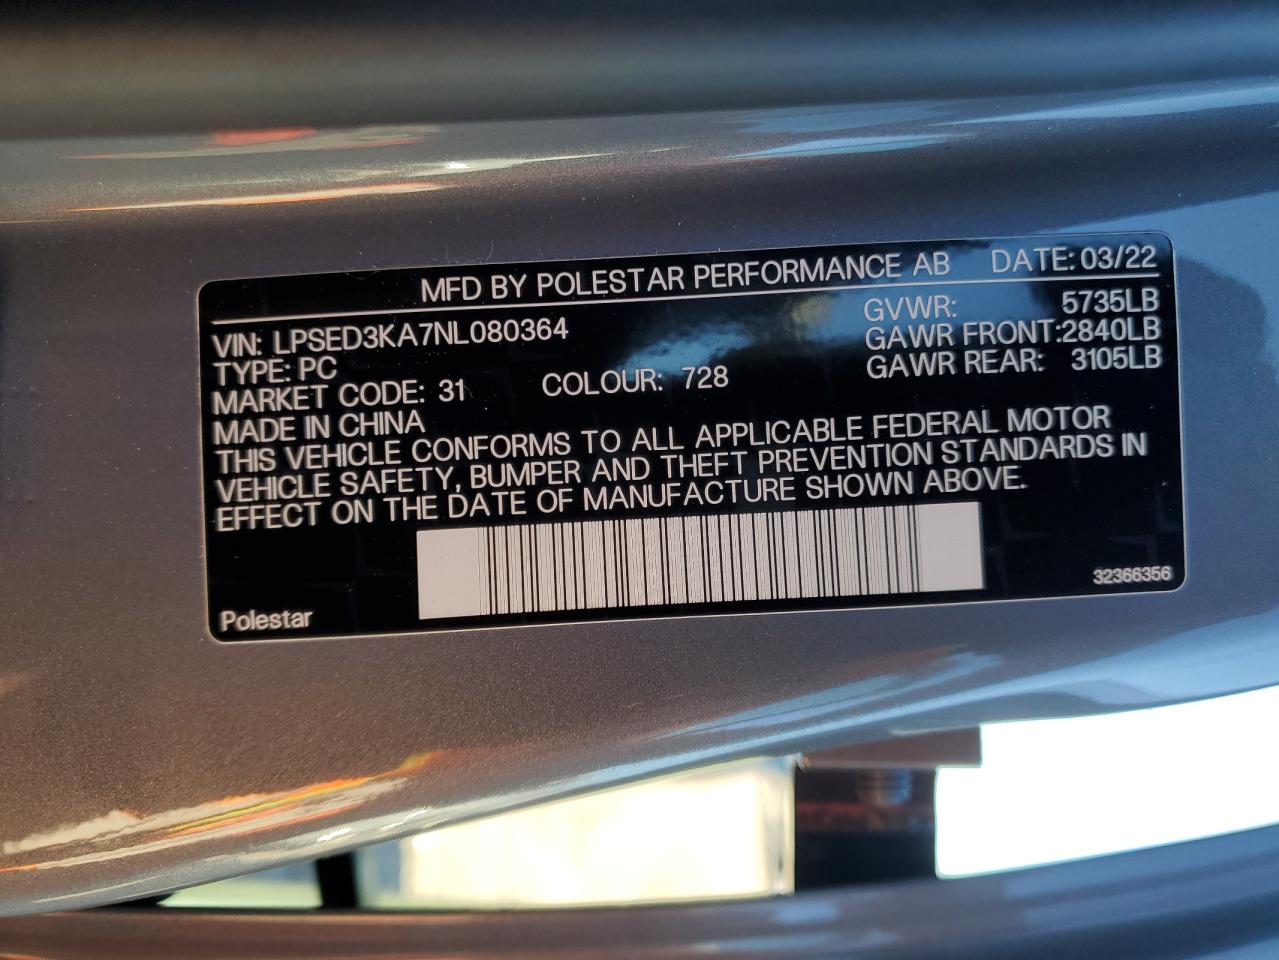 MFD BY POLESTAR PERFORMANCE AB DATE: 03/22
VIN: LPSED3KA7NL080364
GVWR: 5735LB
TYPE: PC
GAWR FRONT:2840LB
MARKET CODE: 31 COLOUR: 728
GAWR REAR: 3105LB
MADE IN CHINA
THIS VEHICLE CONFORMS TO ALL APPLICABLE FEDERAL MOTOR
VEHICLE SAFETY, BUMPER AND THEFT PREVENTION STANDARDS IN
EFFECT ON THE DATE OF MANUFACTURE SHOWN ABOVE.
32366356
Polestar